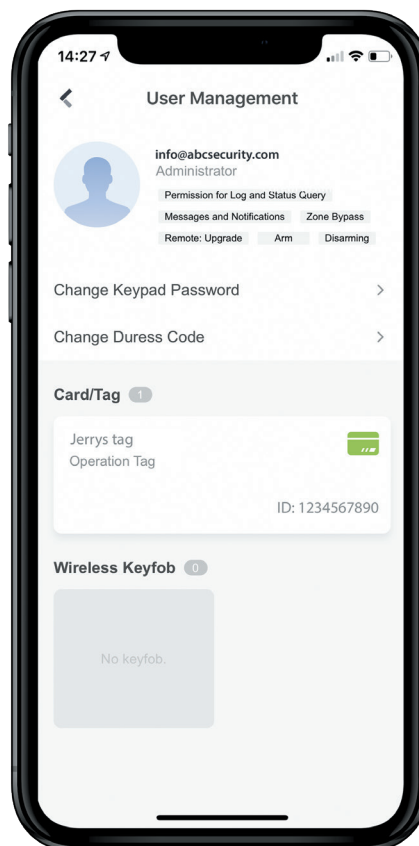 14:27
User Management
info@abcsecurity.com
Administrator
Permission for Log and Status Query
Messages and Notifications Zone Bypass
Remote: Upgrade Arm Disarming
Change Keypad Password
Change Duress Code
Card/Tag 1
Jerrys tag
Operation Tag
ID: 1234567890
Wireless Keyfob 0
No keyfob.